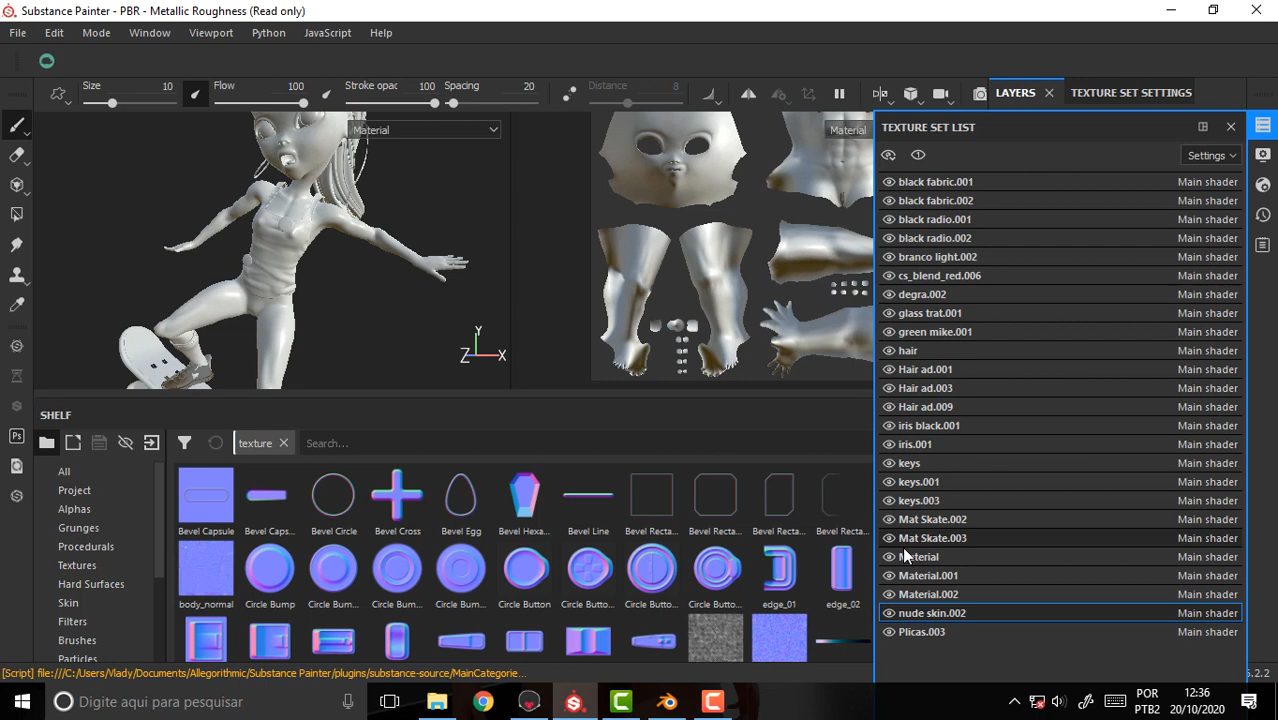 Substance Painter - PBR - Metallic Roughness (Read only)
File Edit Mode Window Viewport Python JavaScript Help
Size 10 Flow 100 Stroke opac 100 Spacing 20 Distance 8
LAYERS TEXTURE SET SETTINGS
Material
Material
TEXTURE SET LIST
Settings
black fabric.001 Main shader
black fabric.002 Main shader
black radio.001 Main shader
black radio.002 Main shader
branco light.002 Main shader
cs_blend_red.006 Main shader
degra.002 Main shader
glass trat.001 Main shader
green mike.001 Main shader
hair Main shader
Hair ad.001 Main shader
Hair ad.003 Main shader
Hair ad.009 Main shader
iris black.001 Main shader
iris.001 Main shader
keys Main shader
keys.001 Main shader
keys.003 Main shader
Mat Skate.002 Main shader
Mat Skate.003 Main shader
Material Main shader
Material.001 Main shader
Material.002 Main shader
nude skin.002 Main shader
Plicas.003 Main shader
Y
Z X
SHELF
texture Search...
Ps
All
Project
Alphas
Grunges
Procedurals
Textures
Hard Surfaces
Skin
Filters
Brushes
Particles
Bevel Capsule Bevel Caps... Bevel Circle Bevel Cross Bevel Egg Bevel Hexa... Bevel Line Bevel Recta... Bevel Recta... Bevel Recta... Bevel Recta...
body_normal Circle Bump Circle Bum... Circle Bum... Circle Bum... Circle Button Circle Butto... Circle Butto... Circle Butto... edge_01 edge_02
[Script] file:///C:/Users/vlady/Documents/Allegorithmic/Substance Painter/plugins/substance-source/MainCategorie...
6.2.2
Digite aqui para pesquisar
POR
PTB2
12:36
20/10/2020